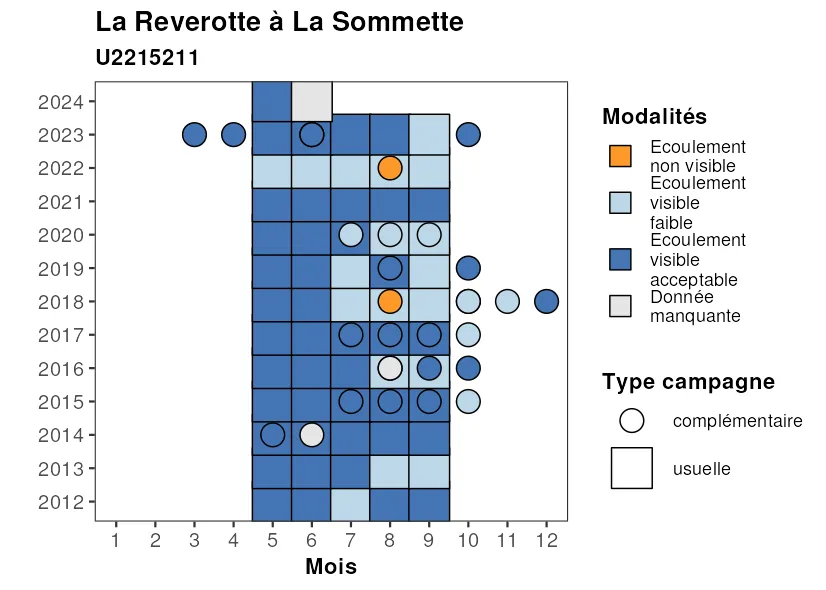 La Reverotte à La Sommette
U2215211
2024
2023
2022
2021
2020
2019
2018
2017
2016
2015
2014
2013
2012
1 2 3 4 5 6 7 8 9 10 11 12
Mois
Modalités
Ecoulement
non visible
Ecoulement
visible
faible
Ecoulement
visible
acceptable
Donnée
manquante
Type campagne
complémentaire
usuelle